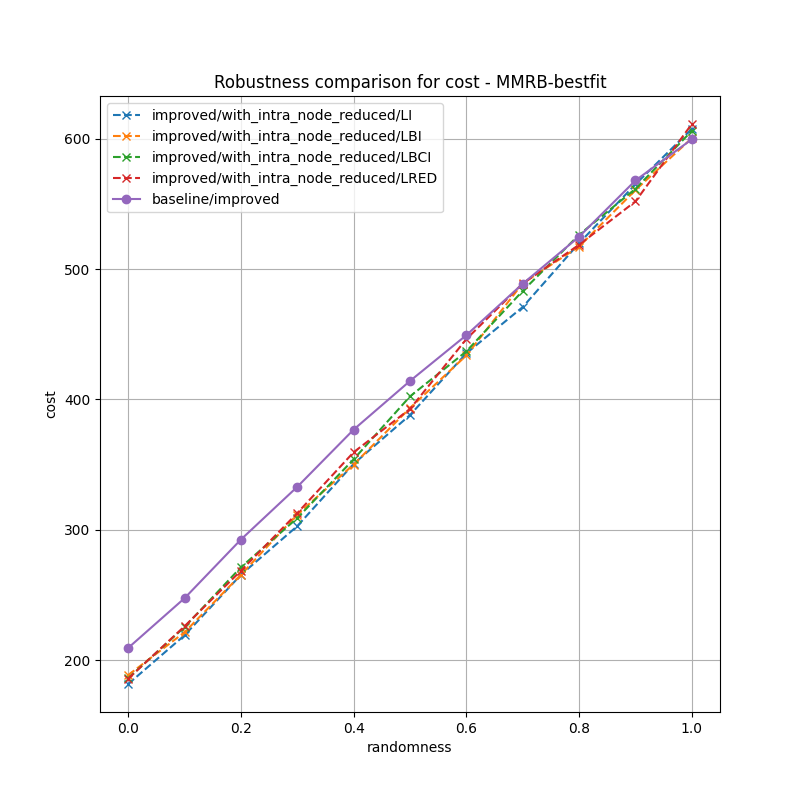 Robustness comparison for cost - MMRB-bestfit
improved/with_intra_node_reduced/LI
improved/with_intra_node_reduced/LBI
improved/with_intra_node_reduced/LBCI
improved/with_intra_node_reduced/LRED
baseline/improved
600
500
400
300
200
cost
0.0 0.2 0.4 0.6 0.8 1.0
randomness